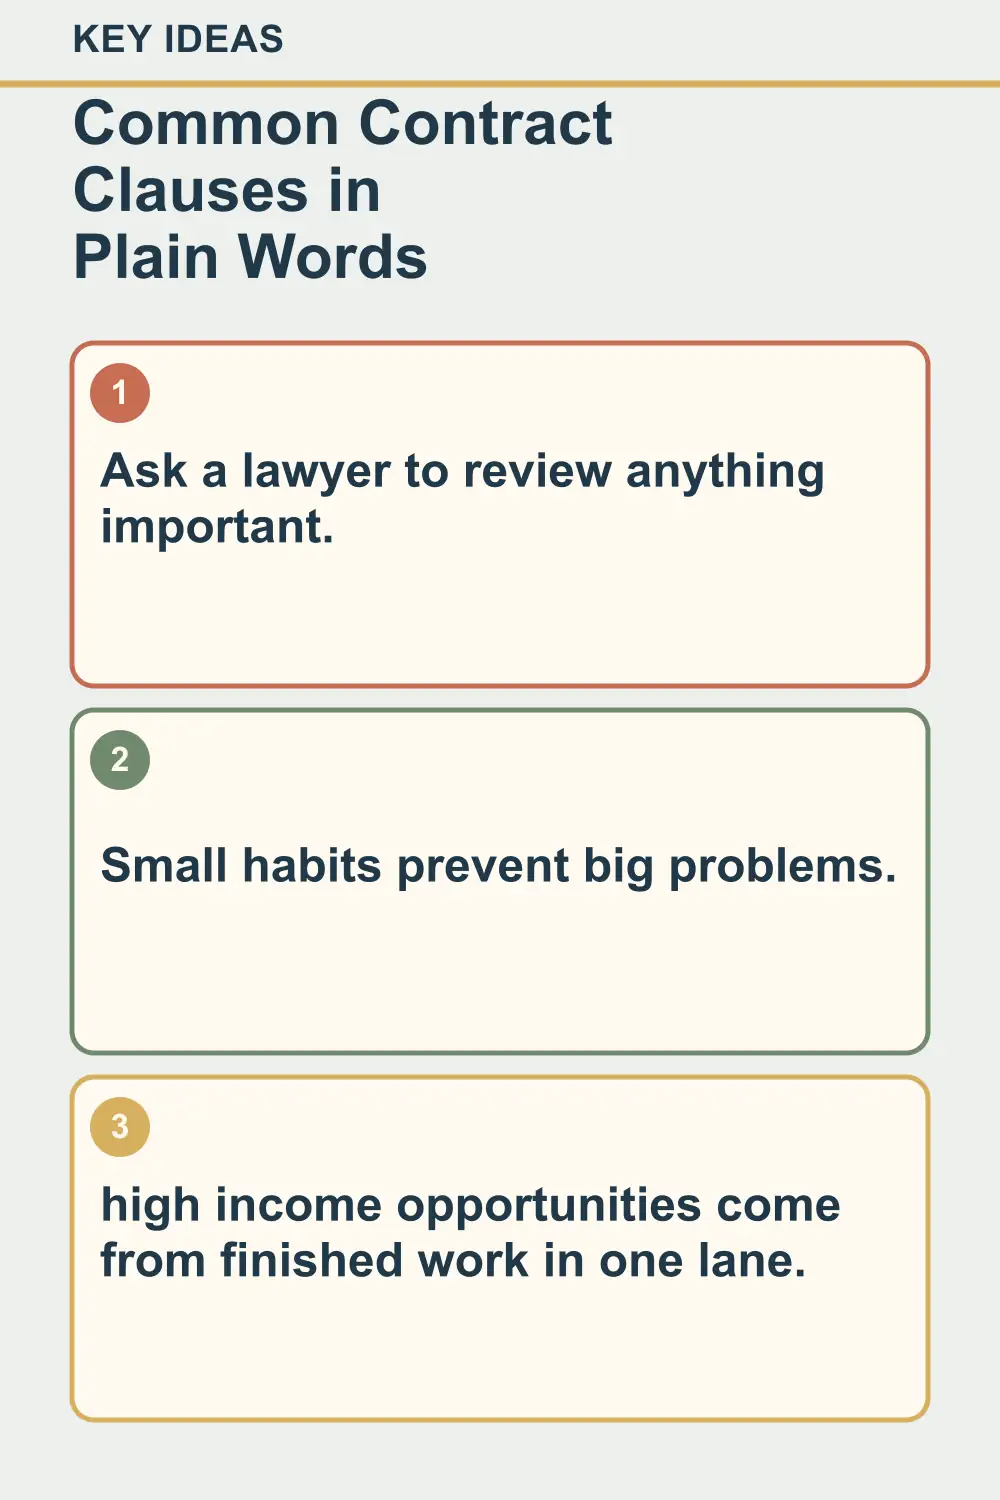 KEY IDEAS
Common Contract
Clauses in
Plain Words
1
Ask a lawyer to review anything
important.
2
Small habits prevent big problems.
3
high income opportunities come
from finished work in one lane.